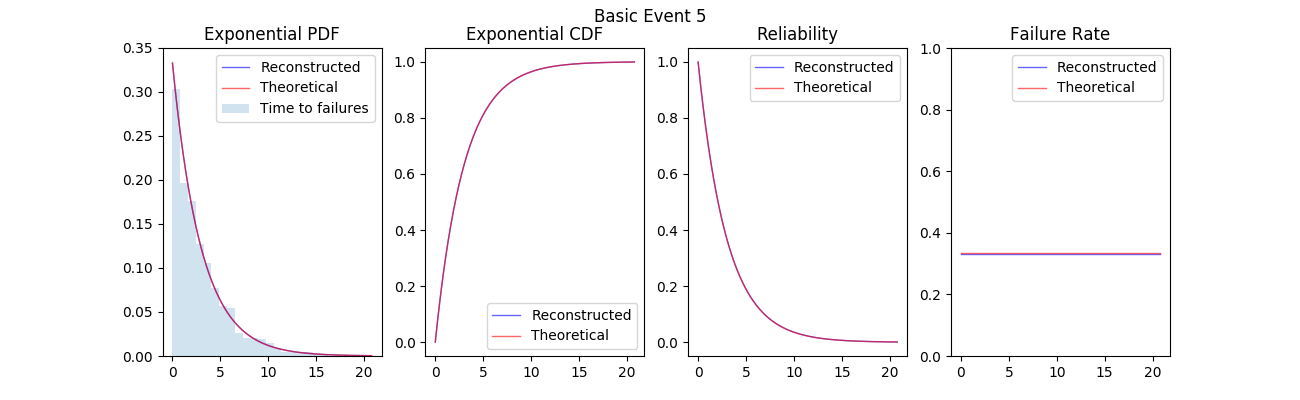 Basic Event 5
Exponential PDF
Exponential CDF
Reliability
Failure Rate
0.35
0.30
0.25
0.20
0.15
0.10
0.05
0.00
0 5 10 15 20
Reconstructed
Theoretical
Time to failures
1.0
0.8
0.6
0.4
0.2
0.0
0 5 10 15 20
Reconstructed
Theoretical
1.0
0.8
0.6
0.4
0.2
0.0
0 5 10 15 20
Reconstructed
Theoretical
1.0
0.8
0.6
0.4
0.2
0.0
0 5 10 15 20
Reconstructed
Theoretical